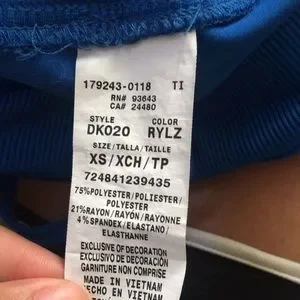 179243-0118 TI
RN# 93643
CA# 24480
STYLE COLOR
DK020 RYLZ
SIZE/TALLA/TAILLE
XS/XCH/TP
724841239435
75%POLYESTER/POLIESTER/
POLYESTER
21%RAYON/RAYÓN/RAYONNE
4%SPANDEX/ELASTANO/
ELASTHANNE
EXCLUSIVE OF DECORATION
EXCLUSIVO DE DECORACIÓN
GARNITURE NON COMPRISE
MADE IN VIETNAM
HECHO EN VIETNAM